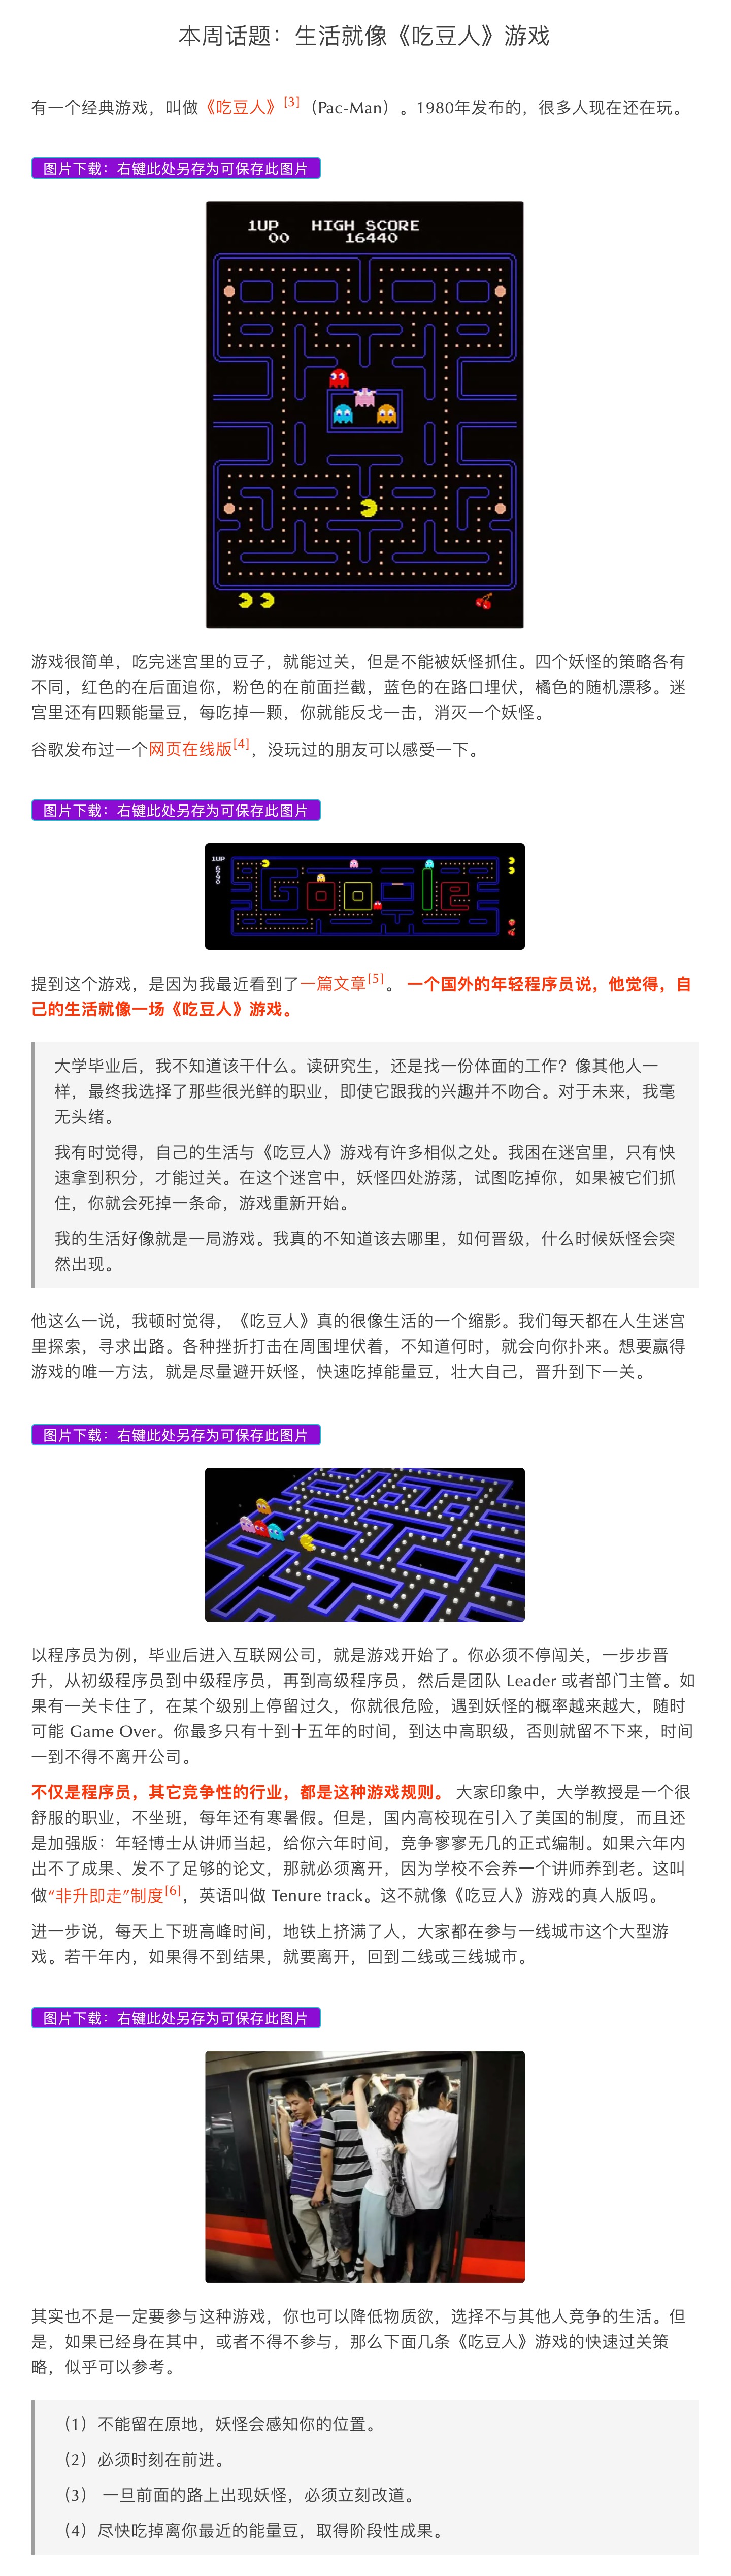 本周话题：生活就像《吃豆人》游戏
有一个经典游戏，叫做《吃豆人》[3]（Pac-Man）。1980年发布的，很多人现在还在玩。
图片下载：右键此处另存为可保存此图片
1UP HIGH SCORE
00 16440
游戏很简单，吃完迷宫里的豆子，就能过关，但是不能被妖怪抓住。四个妖怪的策略各有
不同，红色的在后面追你，粉色的在前面拦截，蓝色的在路口埋伏，橘色的随机漂移。迷
宫里还有四颗能量豆，每吃掉一颗，你就能反戈一击，消灭一个妖怪。
谷歌发布过一个网页在线版[4]，没玩过的朋友可以感受一下。
图片下载：右键此处另存为可保存此图片
1UP
提到这个游戏，是因为我最近看到了一篇文章[5]。 一个国外的年轻程序员说，他觉得，自
己的生活就像一场《吃豆人》游戏。
大学毕业后，我不知道该干什么。读研究生，还是找一份体面的工作？像其他人一
样，最终我选择了那些很光鲜的职业，即使它跟我的兴趣并不吻合。对于未来，我毫
无头绪。
我有时觉得，自己的生活与《吃豆人》游戏有许多相似之处。我困在迷宫里，只有快
速拿到积分，才能过关。在这个迷宫中，妖怪四处游荡，试图吃掉你，如果被它们抓
住，你就会死掉一条命，游戏重新开始。
我的生活好像就是一局游戏。我真的不知道该去哪里，如何晋级，什么时候妖怪会突
然出现。
他这么一说，我顿时觉得，《吃豆人》真的很像生活的一个缩影。我们每天都在人生迷宫
里探索，寻求出路。各种挫折打击在周围埋伏着，不知道何时，就会向你扑来。想要赢得
游戏的唯一方法，就是尽量避开妖怪，快速吃掉能量豆，壮大自己，晋升到下一关。
图片下载：右键此处另存为可保存此图片
以程序员为例，毕业后进入互联网公司，就是游戏开始了。你必须不停闯关，一步步晋
升，从初级程序员到中级程序员，再到高级程序员，然后是团队 Leader 或者部门主管。如
果有一关卡住了，在某个级别上停留过久，你就很危险，遇到妖怪的概率越来越大，随时
可能 Game Over。你最多只有十到十五年的时间，到达中高职级，否则就留不下来，时间
一到不得不离开公司。
不仅是程序员，其它竞争性的行业，都是这种游戏规则。 大家印象中，大学教授是一个很
舒服的职业，不坐班，每年还有寒暑假。但是，国内高校现在引入了美国的制度，而且还
是加强版：年轻博士从讲师当起，给你六年时间，竞争寥寥无几的正式编制。如果六年内
出不了成果、发不了足够的论文，那就必须离开，因为学校不会养一个讲师养到老。这叫
做“非升即走”制度[6]，英语叫做 Tenure track。这不就像《吃豆人》游戏的真人版吗。
进一步说，每天上下班高峰时间，地铁上挤满了人，大家都在参与一线城市这个大型游
戏。若干年内，如果得不到结果，就要离开，回到二线或三线城市。
图片下载：右键此处另存为可保存此图片
其实也不是一定要参与这种游戏，你也可以降低物质欲，选择不与其他人竞争的生活。但
是，如果已经身在其中，或者不得不参与，那么下面几条《吃豆人》游戏的快速过关策
略，似乎可以参考。
（1）不能留在原地，妖怪会感知你的位置。
（2）必须时刻在前进。
（3） 一旦前面的路上出现妖怪，必须立刻改道。
（4）尽快吃掉离你最近的能量豆，取得阶段性成果。